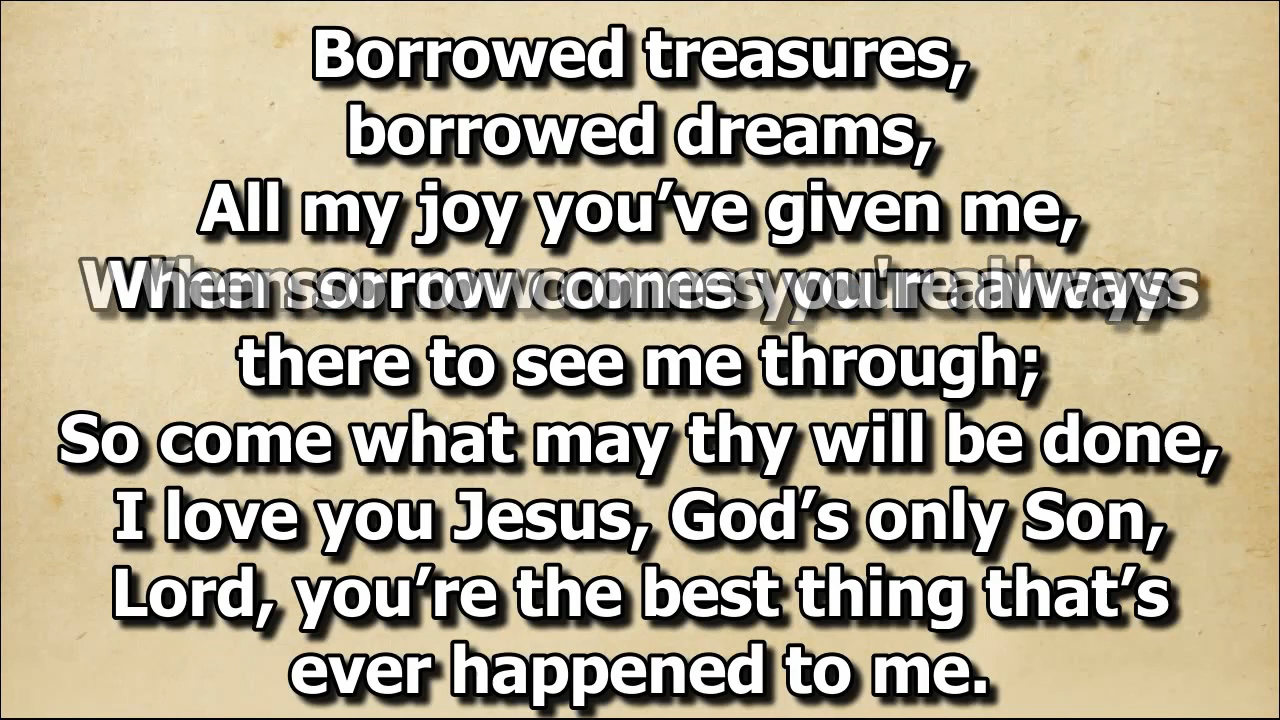 Borrowed treasures,
borrowed dreams,
All my joy you’ve given me,
When sorrow comes you're always
there to see me through;
So come what may thy will be done,
I love you Jesus, God’s only Son,
Lord, you’re the best thing that’s
ever happened to me.